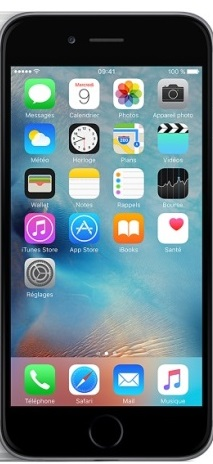 09:41 100 %
Mercredi
9
Messages Calendrier Photos Appareil photo
280
Météo Horloge Plans Vidéos
Wallet Notes Rappels Bourse
iTunes Store App Store iBooks Santé
Réglages
Téléphone Safari Mail Musique